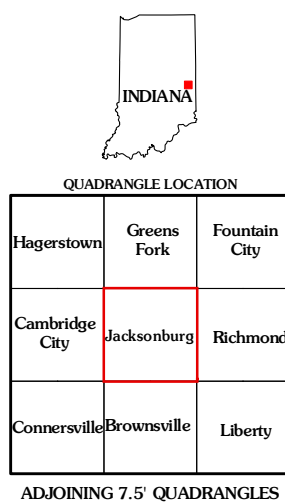 INDIANA
QUADRANGLE LOCATION
Hagerstown
Greens
Fork
Fountain
City
Cambridge
City
Jacksonburg
Richmond
Connersville
Brownsville
Liberty
ADJOINING 7.5' QUADRANGLES